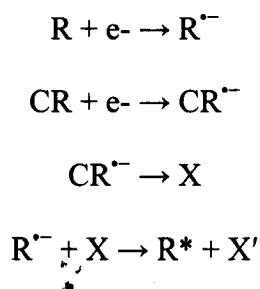 R + e- → R•−
CR + e- → CR•−
CR•− → X
R•− + X → R* + X′